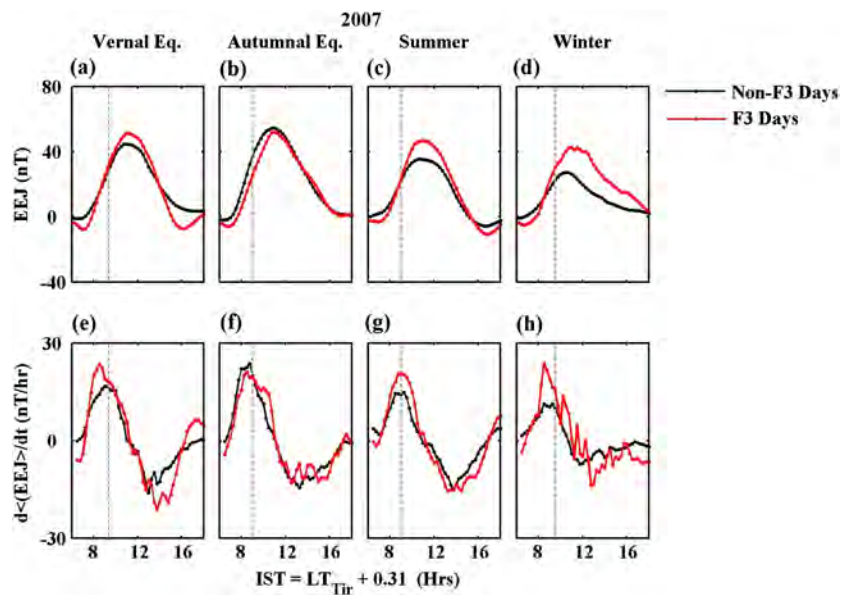 2007
Vernal Eq. Autumnal Eq. Summer Winter
(a) (b) (c) (d)
Non-F3 Days
F3 Days
80
40
0
-40
EEJ (nT)
(e) (f) (g) (h)
30
0
-30
d<(EEJ>/dt (nT/hr)
8 12 16 8 12 16 8 12 16 8 12 16
IST = LT_Tir + 0.31 (Hrs)